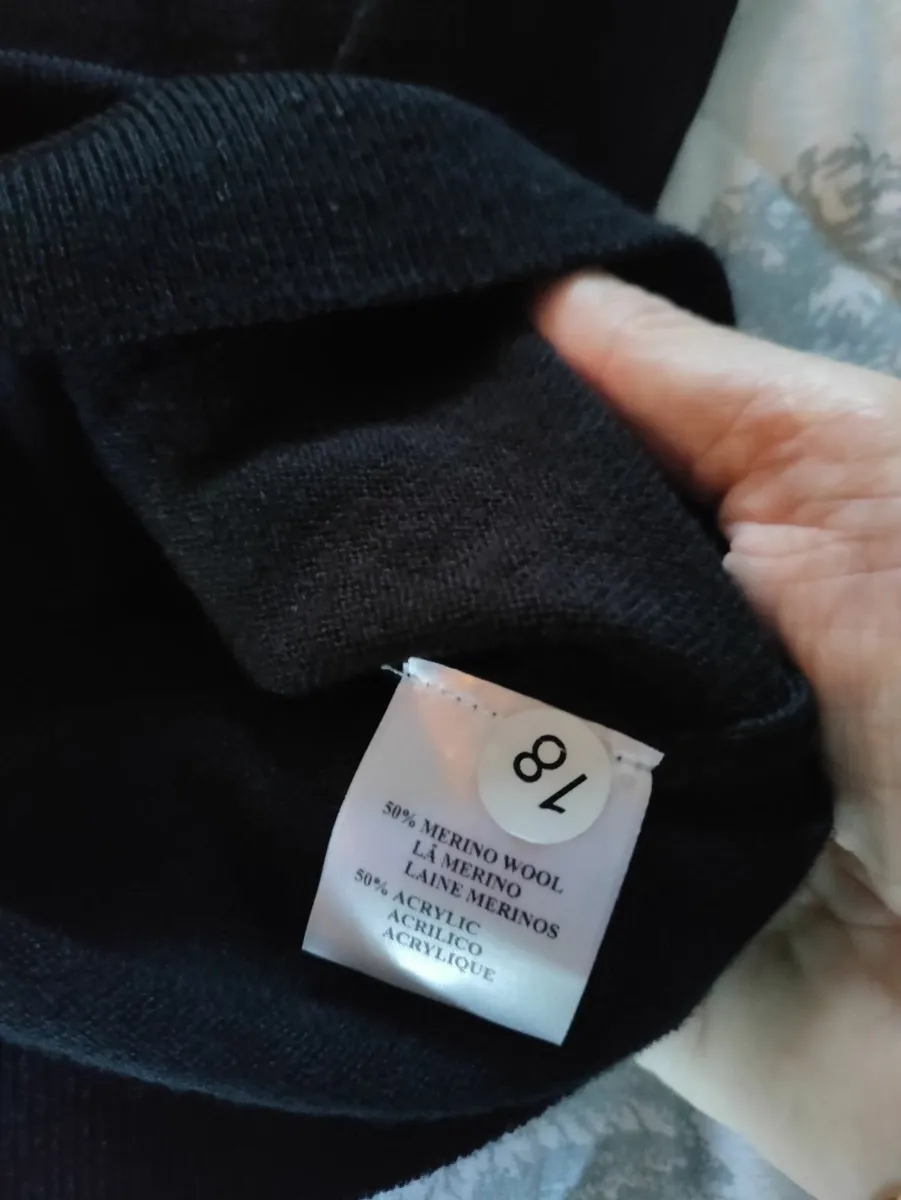 18
50% MERINO WOOL
LÃ MERINO
LAINE MERINOS
50% ACRYLIC
ACRILICO
ACRYLIQUE